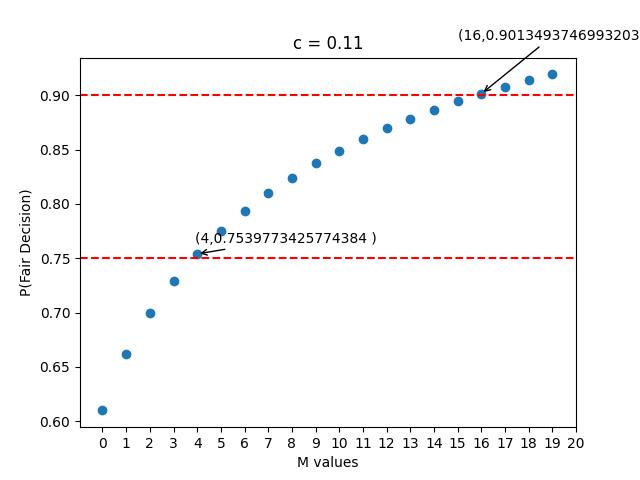 (16,0.9013493746993203
c = 0.11
0.90
0.85
0.80
(4,0.7539773425774384 )
0.75
0.70
0.65
0.60
P(Fair Decision)
0 1 2 3 4 5 6 7 8 9 10 11 12 13 14 15 16 17 18 19 20
M values